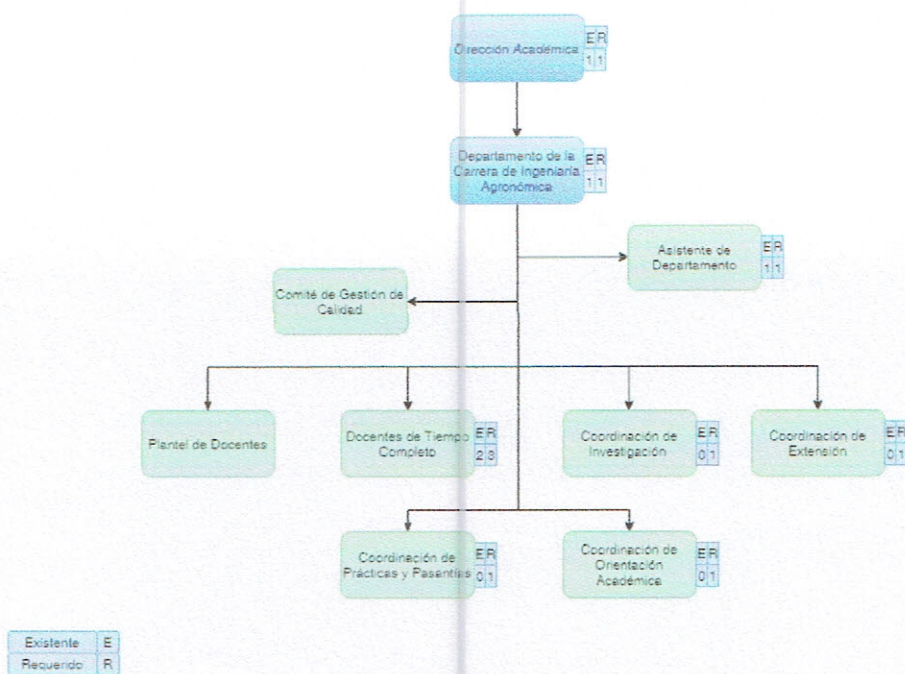 Dirección Académica
E R
1 1
Departamento de la
Carrera de Ingeniaría
Agronómica
E R
1 1
Asistente de
Departamento
E R
1 1
Comité de Gestión de
Calidad
Plantel de Docentes
Docentes de Tiempo
Completo
E R
2 3
Coordinación de
Investigación
E R
0 1
Coordinación de
Extensión
E R
0 1
Coordinación de
Prácticas y Pasantías
E R
0 1
Coordinación de
Orientación
Académica
E R
0 1
Existente E
Requerido R